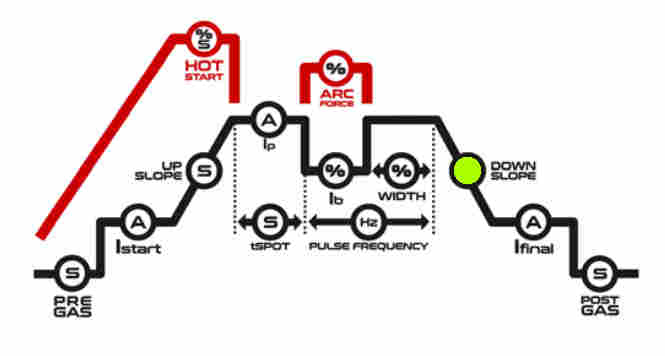 %
S
HOT
START
%
ARC
FORCE
A
Ip
UP
SLOPE
S
%
Ib
%
WIDTH
DOWN
SLOPE
A
Istart
S
tSPOT
Hz
PULSE FREQUENCY
A
Ifinal
S
PRE
GAS
S
POST
GAS